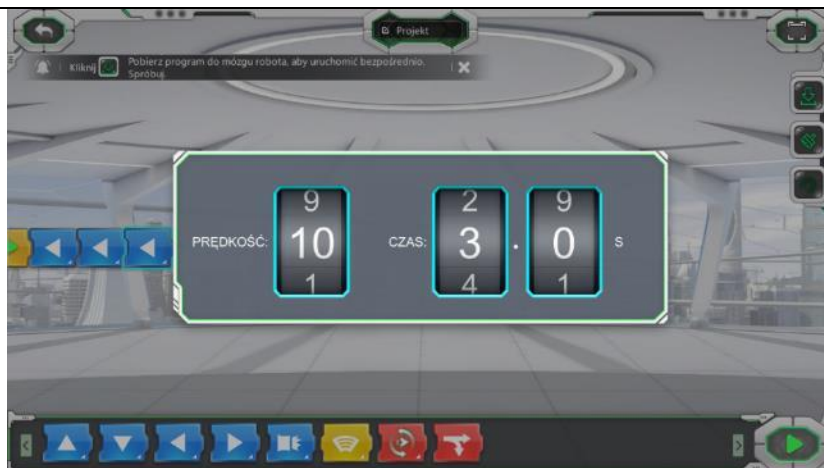 Projekt
Kliknij
Pobierz program do mózgu robota, aby uruchomić bezpośrednio.
Spróbuj.
9 2 9
PRĘDKOŚĆ: 10 CZAS: 3 . 0 S
1 4 1